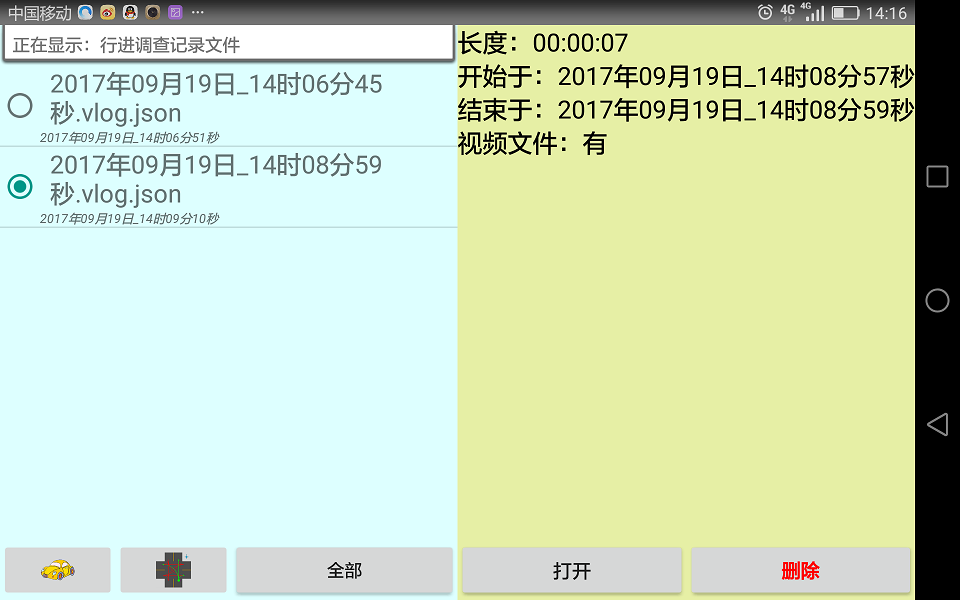 中国移动 ... 4G 4G 14:16
正在显示：行进调查记录文件
2017年09月19日_14时06分45
秒.vlog.json
2017年09月19日_14时06分51秒
2017年09月19日_14时08分59
秒.vlog.json
2017年09月19日_14时09分10秒
全部
长度：00:00:07
开始于：2017年09月19日_14时08分57秒
结束于：2017年09月19日_14时08分59秒
视频文件：有
打开
删除